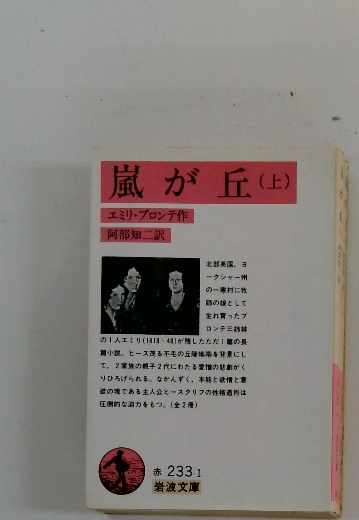 嵐が丘(上)
エミリ・ブロンテ作
阿部知二訳
北部英国、ヨ
ークシャー州
の一寒村に牧
師の娘として
生れ育ったブ
ロンテ三姉妹
の1人エミリ(1818-48)が残したただ1篇の長
篇小説。ヒース茂る不毛の丘陵地帯を背景にし
て、2家族の親子2代にわたる愛憎の悲劇がく
りひろげられる。なかんずく、本能と欲情と意
欲の塊である主人公ヒースクリフの性格造形は
圧倒的な迫力をもつ。(全2冊)
赤 233-1
岩波文庫